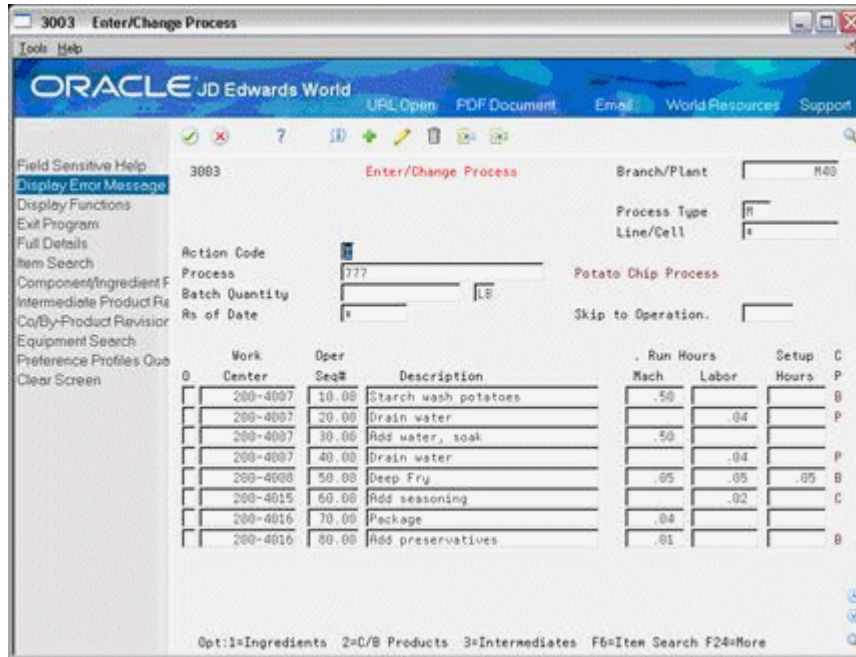 3003 Enter/Change Process
Tools Help
ORACLE JD Edwards World
URL Open PDF Document Email World Resources Support
Field Sensitive Help
Display Error Message
Display Functions
Exit Program
Full Details
Item Search
Component/Ingredient F
Intermediate Product Re
Co/By-Product Revision
Equipment Search
Preference Profiles Que
Clear Screen
3003 Enter/Change Process Branch/Plant M40
Process Type M
Line/Cell *
Action Code
Process 777 Potato Chip Process
Batch Quantity LB
As of Date * Skip to Operation.
Work Oper . Run Hours Setup C
O Center Seq# Description Mach Labor Hours P
200-4007 10.00 Starch wash potatoes .50 B
200-4007 20.00 Drain water .04 P
200-4007 30.00 Add water, soak .50
200-4007 40.00 Drain water .04 P
200-4008 50.00 Deep Fry .05 .05 .05 B
200-4015 60.00 Add seasoning .02 C
200-4016 70.00 Package .04
200-4016 80.00 Add preservatives .01 B
Opt:1=Ingredients 2=C/B Products 3=Intermediates F6=Item Search F24=More